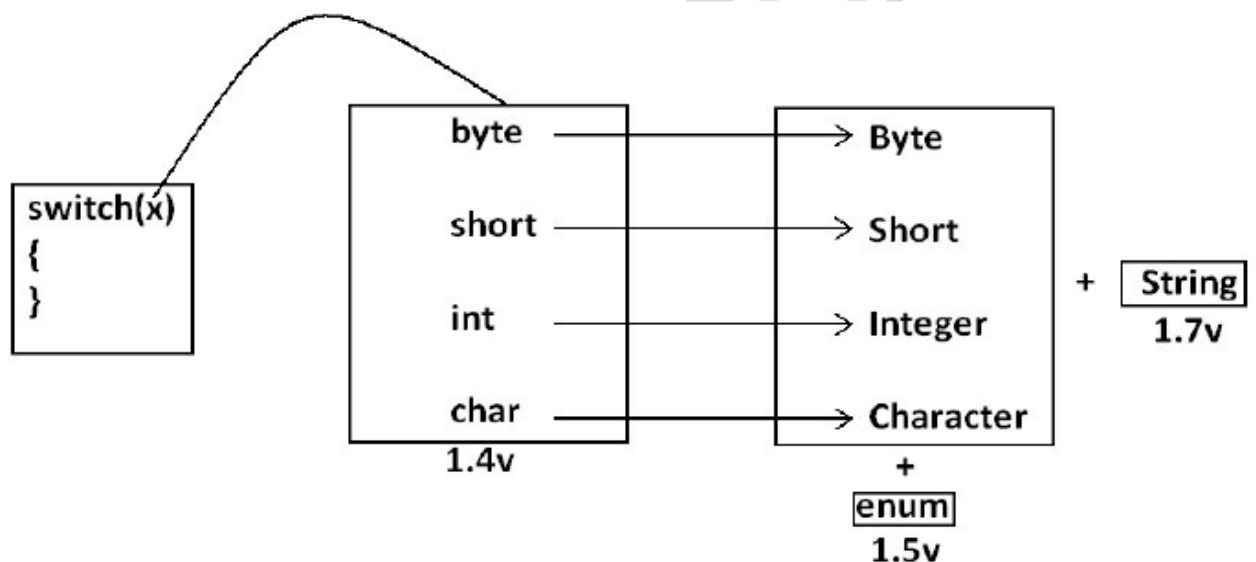 switch(x)
{
}
byte
short
int
char
1.4v
Byte
Short
Integer
Character
+
enum
1.5v
+
String
1.7v